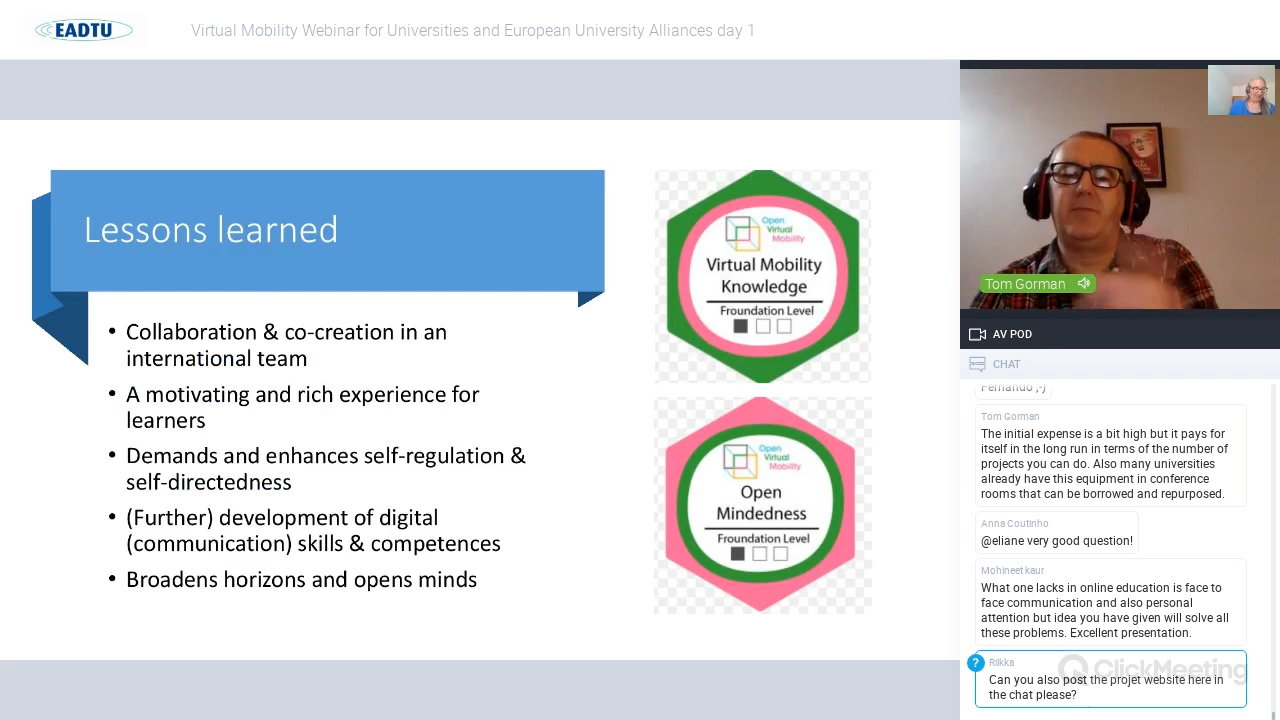 EADTU
Virtual Mobility Webinar for Universities and European University Alliances day 1
Lessons learned
• Collaboration & co-creation in an
international team
• A motivating and rich experience for
learners
• Demands and enhances self-regulation &
self-directedness
• (Further) development of digital
(communication) skills & competences
• Broadens horizons and opens minds
Open
Virtual
Mobility
Virtual Mobility
Knowledge
Foundation Level
Open
Virtual
Mobility
Open
Mindedness
Foundation Level
Tom Gorman
AV POD
CHAT
Fernando ;-)
Tom Gorman
The initial expense is a bit high but it pays for
itself in the long run in terms of the number of
projects you can do. Also many universities
already have this equipment in conference
rooms that can be borrowed and repurposed.
Anna Coutinho
@eliane very good question!
Mohineet kaur
What one lacks in online education is face to
face communication and also personal
attention but idea you have given will solve all
these problems. Excellent presentation.
?
Riikka
Can you also post the projet website here in
the chat please?
ClickMeeting